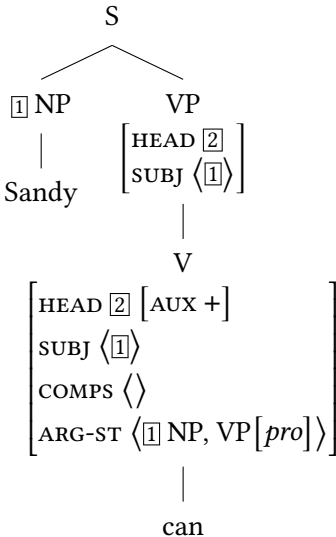 S
1 NP VP
[HEAD 2
SUBJ ⟨1⟩]
Sandy
V
[HEAD 2 [AUX +]
SUBJ ⟨1⟩
COMPS ⟨⟩
ARG-ST ⟨1 NP, VP[pro]⟩]
can